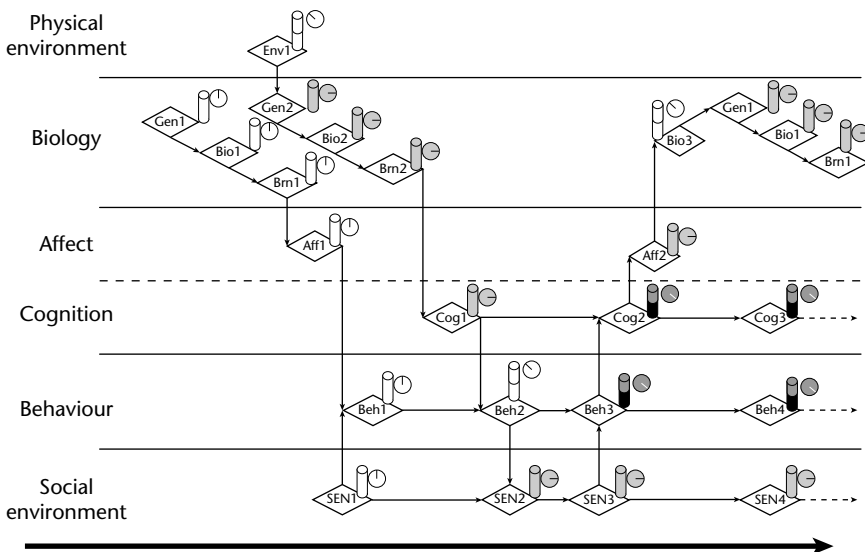 Physical
environment
Env1
Biology
Gen1
Bio1
Brn1
Gen2
Bio2
Brn2
Bio3
Gen1
Bio1
Brn1
Affect
Aff1
Aff2
Cognition
Cog1
Cog2
Cog3
Behaviour
Beh1
Beh2
Beh3
Beh4
Social
environment
SEN1
SEN2
SEN3
SEN4